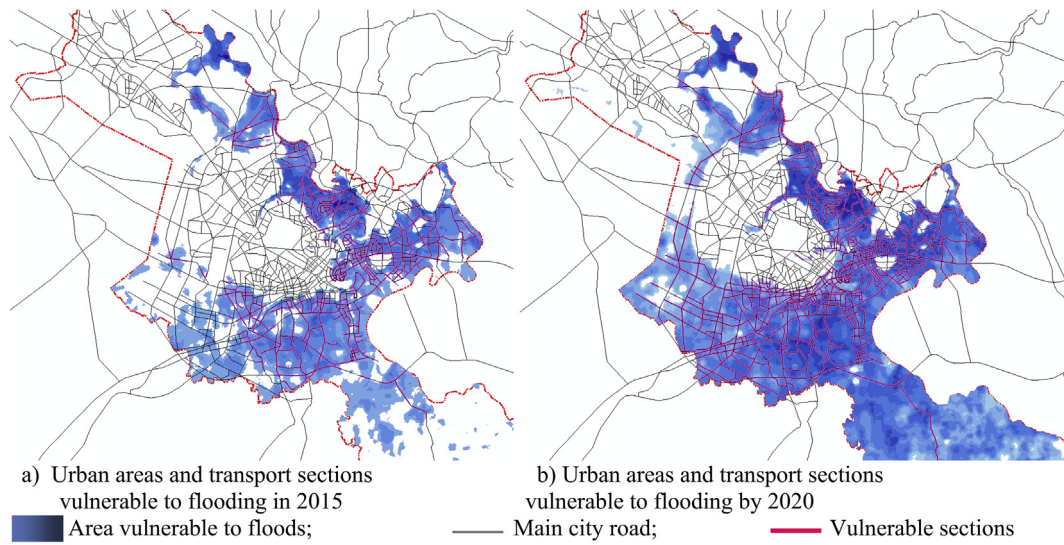 a) Urban areas and transport sections
vulnerable to flooding in 2015
b) Urban areas and transport sections
vulnerable to flooding by 2020
Area vulnerable to floods;
Main city road;
Vulnerable sections